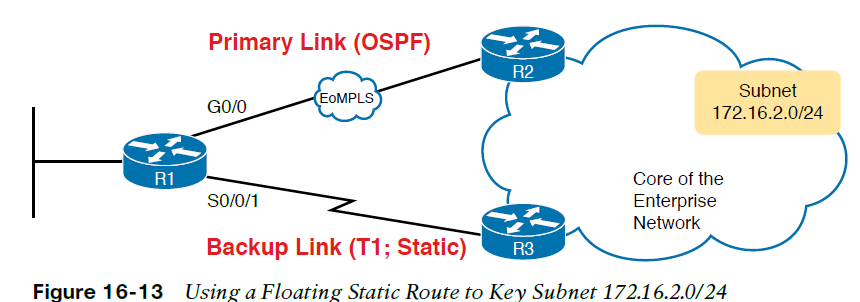 Primary Link (OSPF)
R2
EoMPLS
G0/0
Subnet
172.16.2.0/24
R1
S0/0/1
Core of the
Enterprise
Network
Backup Link (T1; Static)
R3
Figure 16-13 Using a Floating Static Route to Key Subnet 172.16.2.0/24